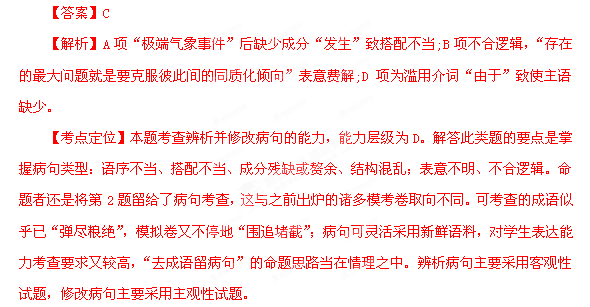 【答案】C
【解析】A项“极端气象事件”后缺少成分“发生”致搭配不当;B项不合逻辑，“存在
的最大问题就是要克服彼此间的同质化倾向”表意费解;D 项为滥用介词“由于”致使主语
缺少。
【考点定位】本题考查辨析并修改病句的能力，能力层级为 D。解答此类题的要点是掌
握病句类型：语序不当、搭配不当、成分残缺或赘余、结构混乱；表意不明、不合逻辑。命
题者还是将第 2 题留给了病句考查，这与之前出炉的诸多模考卷取向不同。可考查的成语似
乎已“弹尽粮绝”，模拟卷又不停地“围追堵截”；病句可灵活采用新鲜语料，对学生表达能
力考查要求又较高，“去成语留病句”的命题思路当在情理之中。辨析病句主要采用客观性
试题，修改病句主要采用主观性试题。